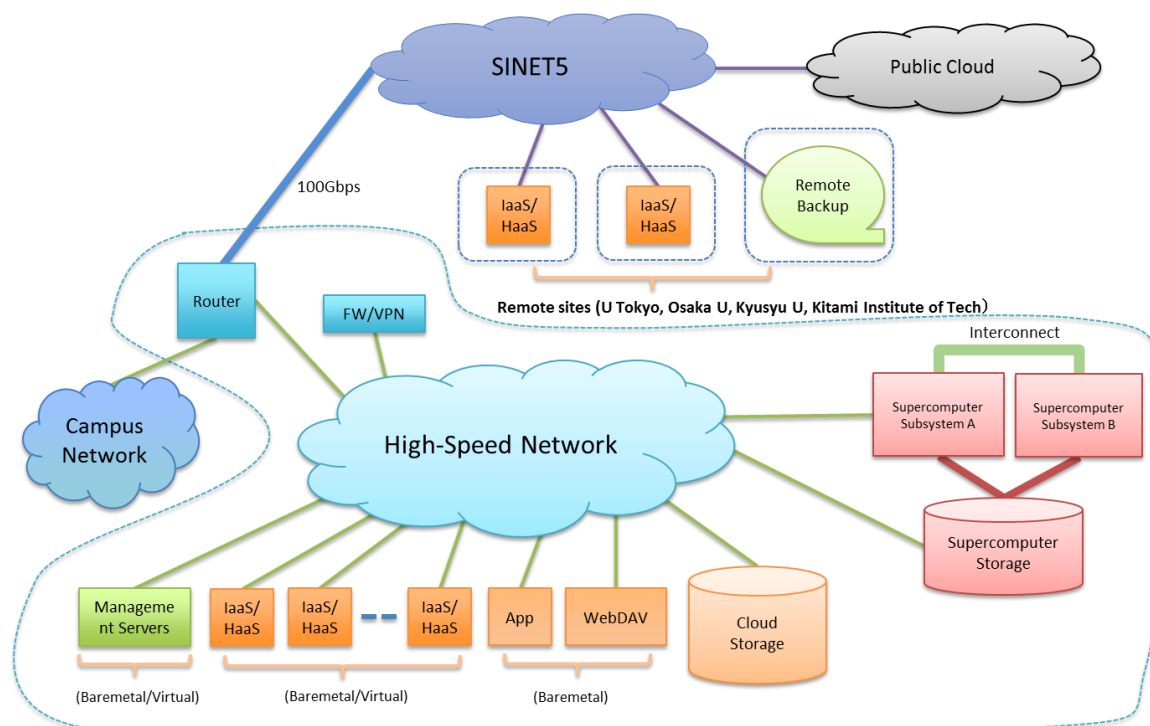 SINET5
Public Cloud
100Gbps
IaaS/
HaaS
IaaS/
HaaS
Remote
Backup
Router
FW/VPN
Remote sites (U Tokyo, Osaka U, Kyusyu U, Kitami Institute of Tech）
Interconnect
Campus
Network
High-Speed Network
Supercomputer
Subsystem A
Supercomputer
Subsystem B
Supercomputer
Storage
Manageme
nt Servers
IaaS/
HaaS
IaaS/
HaaS
IaaS/
HaaS
App
WebDAV
Cloud
Storage
(Baremetal/Virtual)
(Baremetal/Virtual)
(Baremetal)